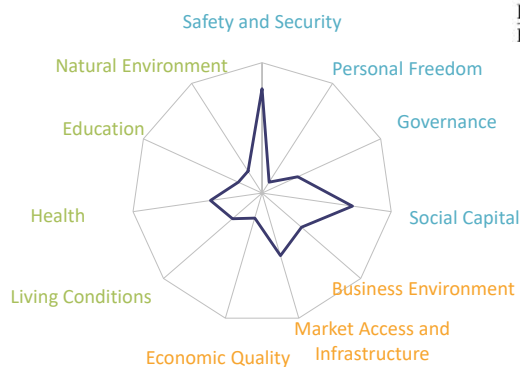 Safety and Security
Natural Environment
Personal Freedom
Education
Governance
Health
Social Capital
Living Conditions
Business Environment
Market Access and
Infrastructure
Economic Quality